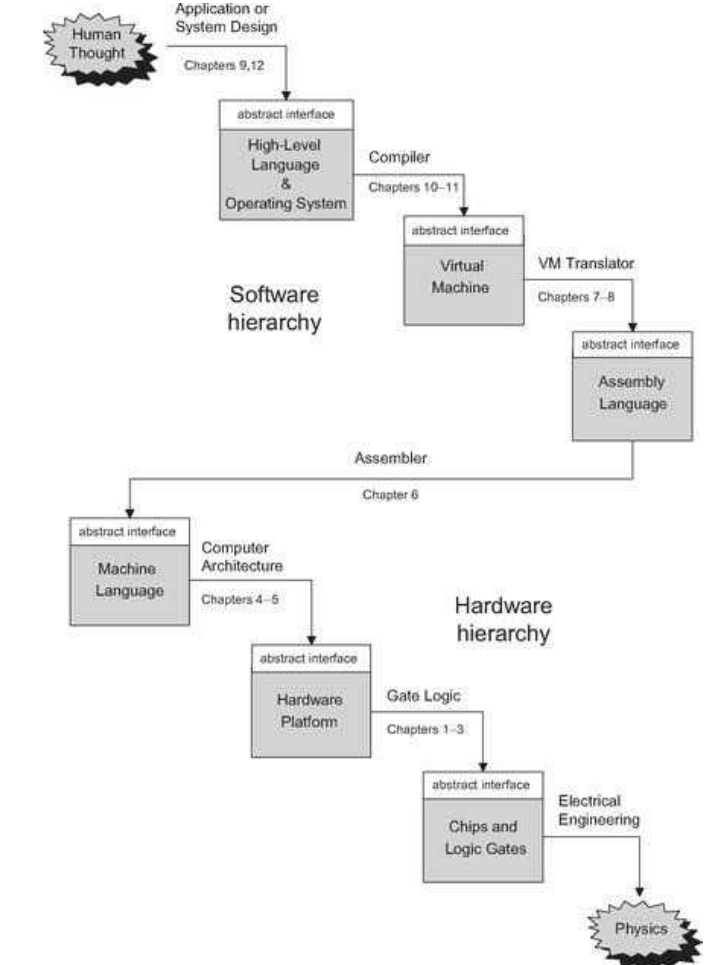 Application or
System Design
Human
Thought
Chapters 9,12
abstract interface
High-Level
Language
&
Operating System
Compiler
Chapters 10–11
abstract interface
Virtual
Machine
VM Translator
Chapters 7–8
Software
hierarchy
abstract interface
Assembly
Language
Assembler
Chapter 6
abstract interface
Machine
Language
Computer
Architecture
Chapters 4–5
Hardware
hierarchy
abstract interface
Hardware
Platform
Gate Logic
Chapters 1–3
abstract interface
Chips and
Logic Gates
Electrical
Engineering
Physics